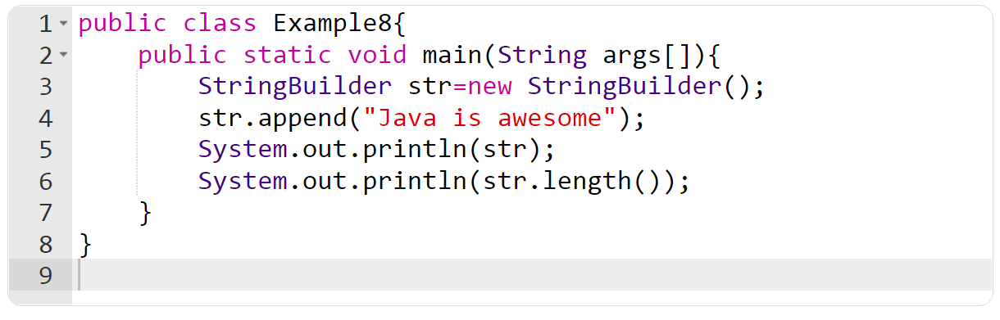 1 public class Example8{
2     public static void main(String args[]){
3         StringBuilder str=new StringBuilder();
4         str.append("Java is awesome");
5         System.out.println(str);
6         System.out.println(str.length());
7     }
8 }
9